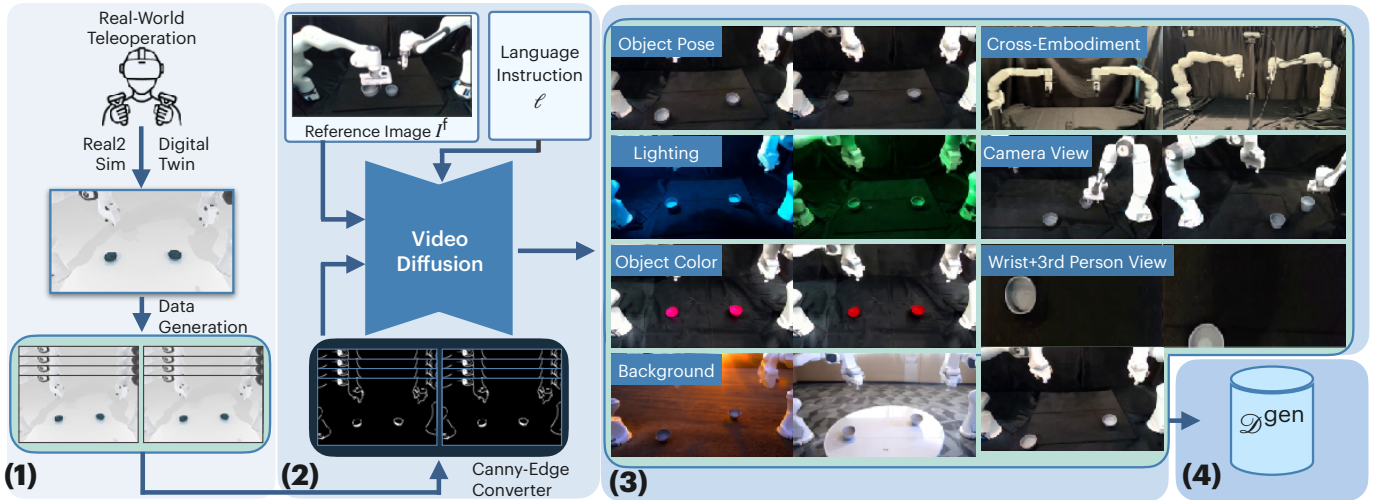 Real-World
Teleoperation
Real2
Sim
Digital
Twin
Data
Generation
(1)
Reference Image I^f
Language
Instruction
ℓ
Video
Diffusion
Canny-Edge
Converter
(2)
Object Pose
Cross-Embodiment
Lighting
Camera View
Object Color
Wrist+3rd Person View
Background
(3)
𝒟^gen
(4)